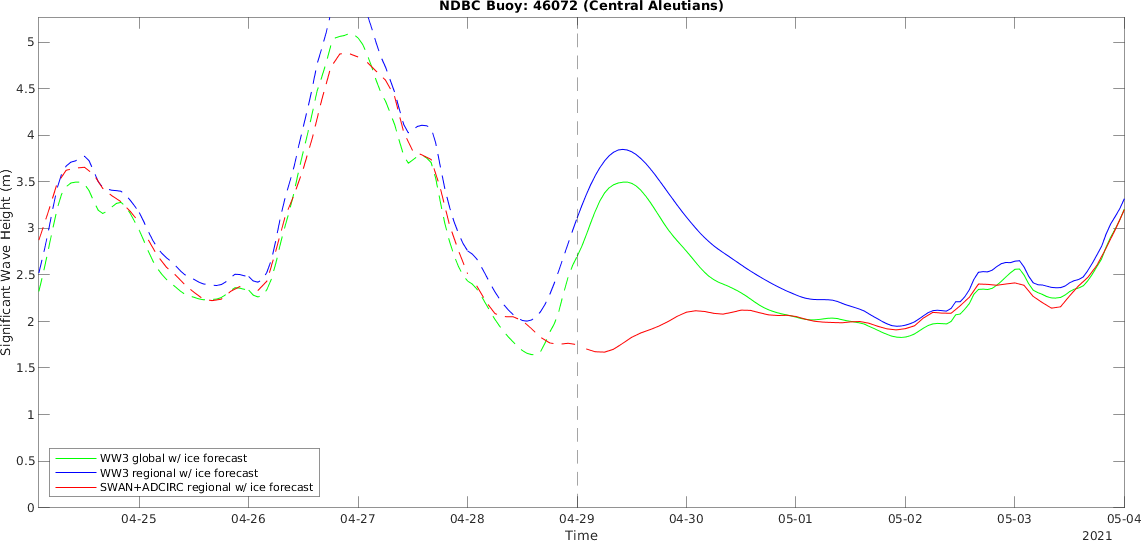 NDBC Buoy: 46072 (Central Aleutians)
Significant Wave Height (m)
5
4.5
4
3.5
3
2.5
2
1.5
1
0.5
0
WW3 global w/ ice forecast
WW3 regional w/ ice forecast
SWAN+ADCIRC regional w/ ice forecast
04-25 04-26 04-27 04-28 04-29 04-30 05-01 05-02 05-03 05-04
Time
2021